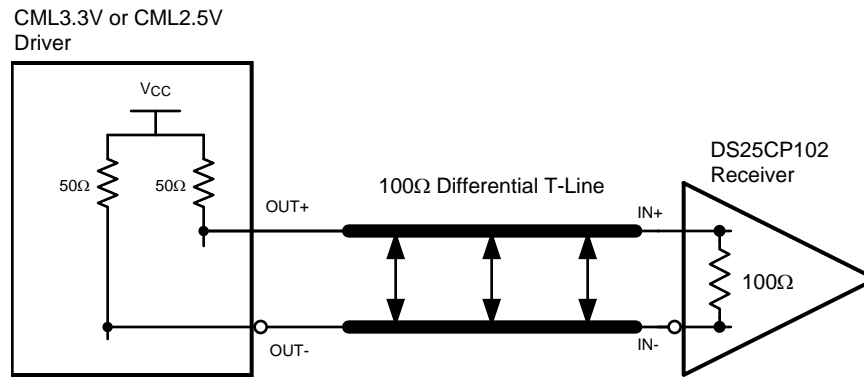 CML3.3V or CML2.5V
Driver
VCC
50Ω
50Ω
OUT+
OUT-
100Ω Differential T-Line
IN+
IN-
DS25CP102
Receiver
100Ω